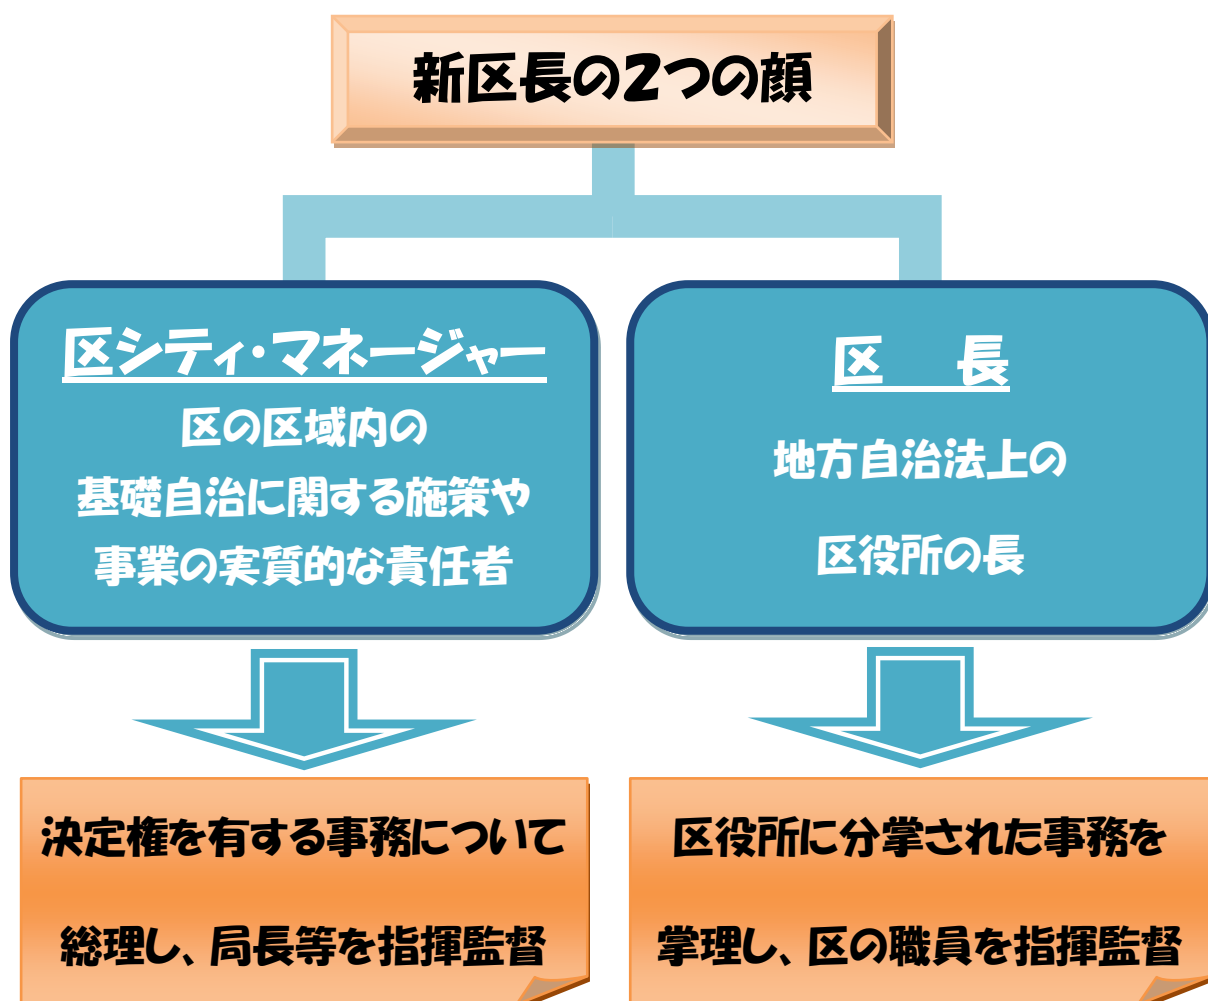 新区長の2つの顔
区シティ・マネージャー
区の区域内の
基礎自治に関する施策や
事業の実質的な責任者
区　長
地方自治法上の
区役所の長
決定権を有する事務について
総理し、局長等を指揮監督
区役所に分掌された事務を
掌理し、区の職員を指揮監督